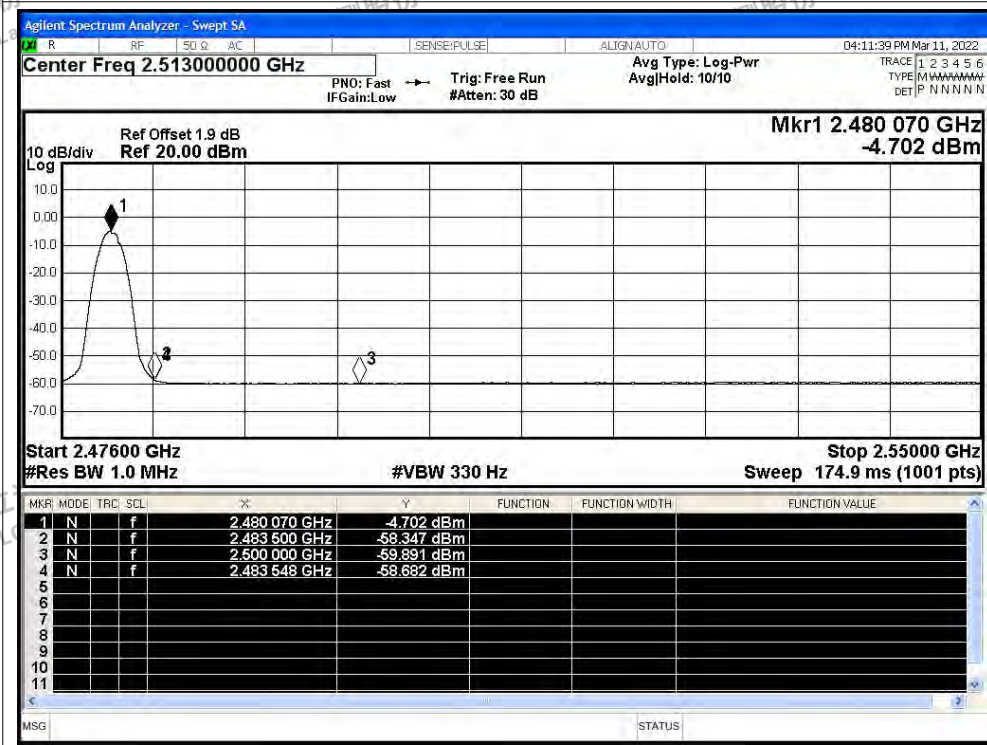 Agilent Spectrum Analyzer - Swept SA
LXI R RF 50 Ω AC SENSE:PULSE ALIGN AUTO 04:11:39 PM Mar 11, 2022
Center Freq 2.513000000 GHz
PNO: Fast
IFGain:Low
Trig: Free Run
#Atten: 30 dB
Avg Type: Log-Pwr
Avg|Hold: 10/10
TRACE 1 2 3 4 5 6
TYPE M WWWWW
DET P N N N N N
Ref Offset 1.9 dB
10 dB/div Ref 20.00 dBm
Log
Mkr1 2.480 070 GHz
-4.702 dBm
10.0
0.00
-10.0
-20.0
-30.0
-40.0
-50.0
-60.0
-70.0
1
2
4
3
Start 2.47600 GHz Stop 2.55000 GHz
#Res BW 1.0 MHz #VBW 330 Hz Sweep 174.9 ms (1001 pts)
MKR MODE TRC SCL X Y FUNCTION FUNCTION WIDTH FUNCTION VALUE
1 N f 2.480 070 GHz -4.702 dBm
2 N f 2.483 500 GHz -58.347 dBm
3 N f 2.500 000 GHz -59.891 dBm
4 N f 2.483 548 GHz -58.682 dBm
5
6
7
8
9
10
11
MSG STATUS